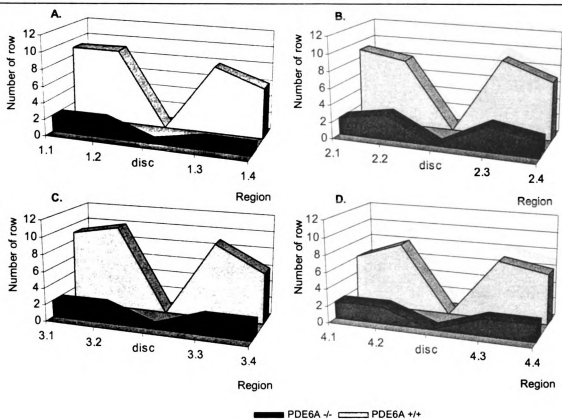 A.
Number of row
12
10
8
6
4
2
0
1.1
1.2
disc
1.3
1.4
Region
B.
Number of row
12
10
8
6
4
2
0
2.1
2.2
disc
2.3
2.4
Region
C.
Number of row
12
10
8
6
4
2
0
3.1
3.2
disc
3.3
3.4
Region
D.
Number of row
12
10
8
6
4
2
0
4.1
4.2
disc
4.3
4.4
Region
PDE6A -/- PDE6A +/+